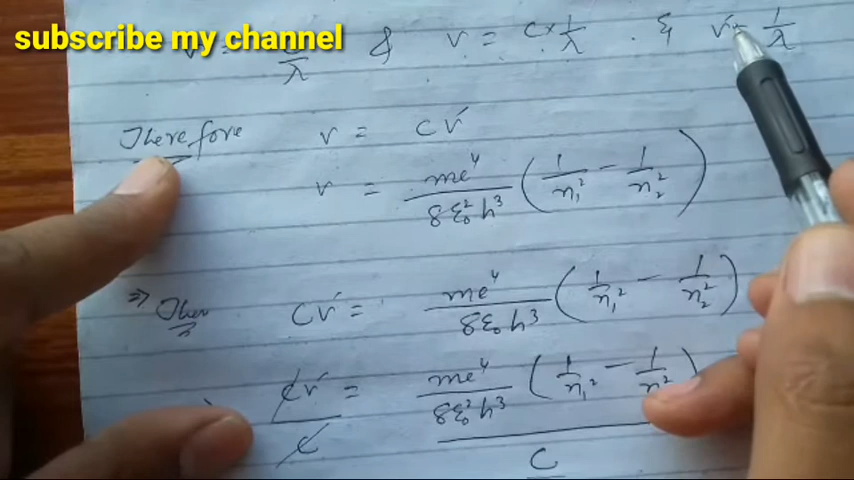 subscribe my channel
ν = c/λ & ν = c × 1/λ . & ν̄ = 1/λ
Therefore ν = cν̄
ν = me⁴/8ε₀²h³ (1/n₁² − 1/n₂²)
⇒ Then cν̄ = me⁴/8ε₀h³ (1/n₁² − 1/n₂²)
cν̄/c = me⁴/8ε₀²h³ (1/n₁² − 1/n₂²)/c